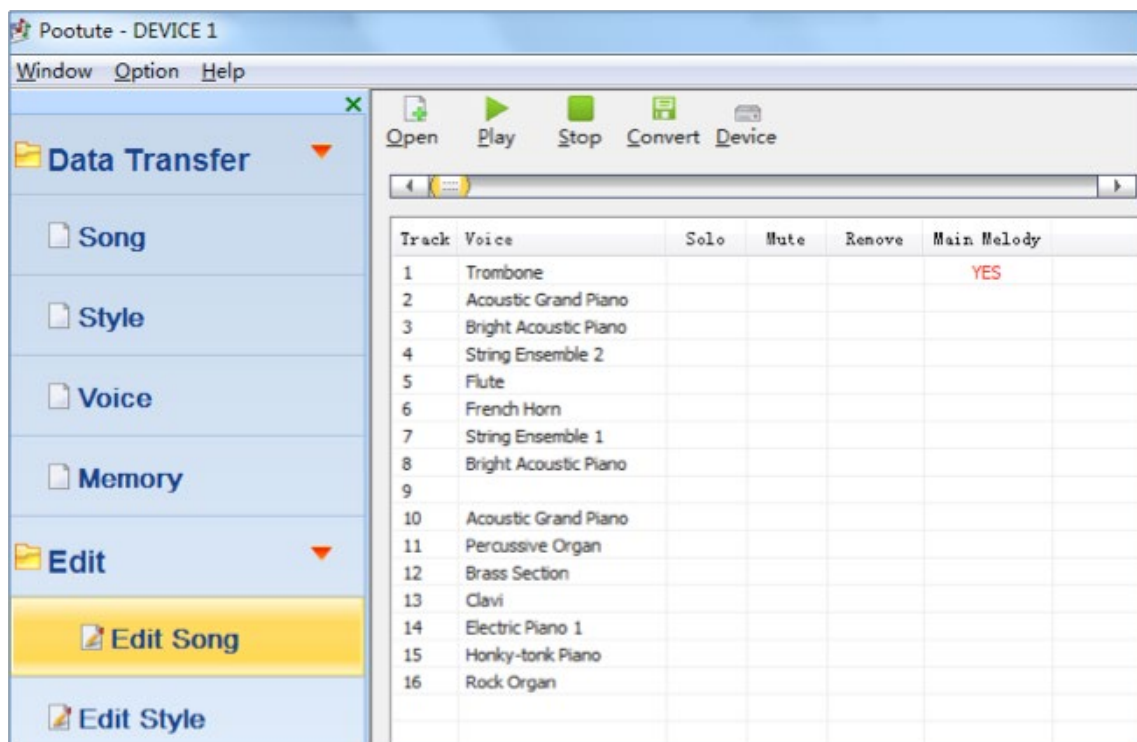 Pootute - DEVICE 1
Window Option Help
Data Transfer
Song
Style
Voice
Memory
Edit
Edit Song
Edit Style
Open Play Stop Convert Device
Track Voice Solo Mute Remove Main Melody
1 Trombone YES
2 Acoustic Grand Piano
3 Bright Acoustic Piano
4 String Ensemble 2
5 Flute
6 French Horn
7 String Ensemble 1
8 Bright Acoustic Piano
9
10 Acoustic Grand Piano
11 Percussive Organ
12 Brass Section
13 Clavi
14 Electric Piano 1
15 Honky-tonk Piano
16 Rock Organ